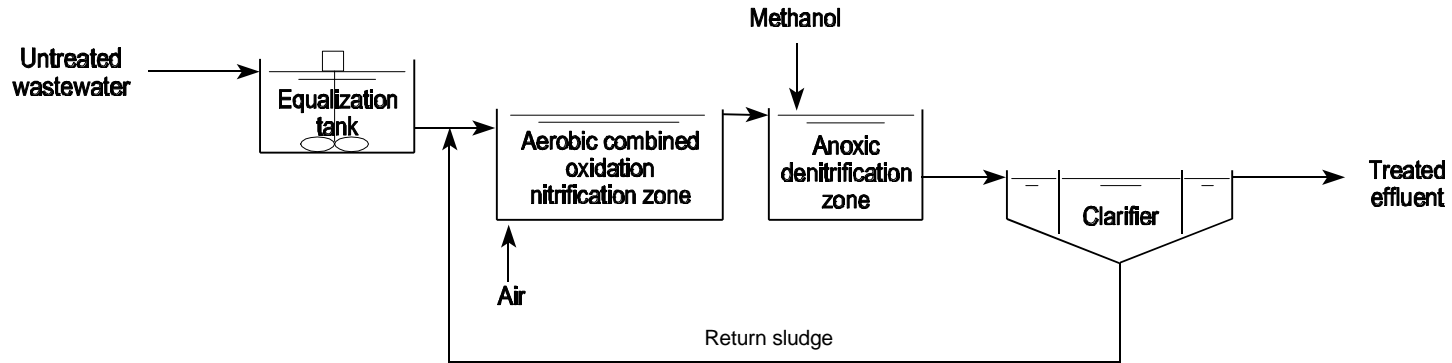 Methanol
Untreated
wastewater
Equalization
tank
Aerobic combined
oxidation
nitrification zone
Anoxic
denitrification
zone
Clarifier
Treated
effluent
Air
Return sludge